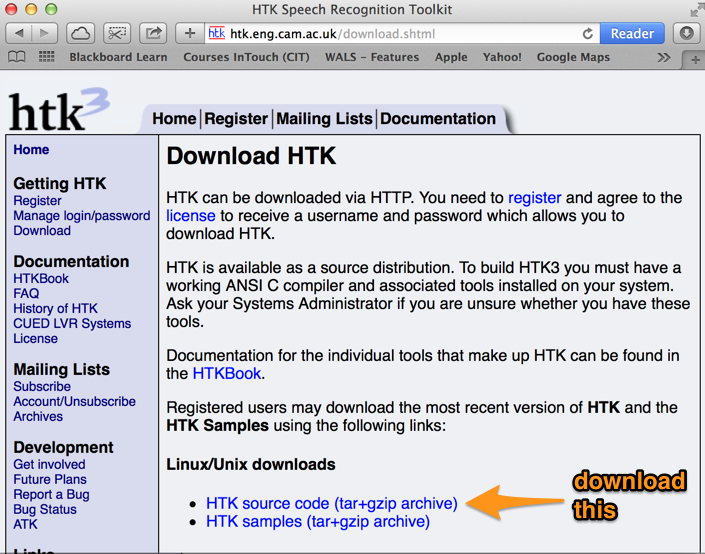 HTK Speech Recognition Toolkit
htk htk.eng.cam.ac.uk/download.shtml Reader
Blackboard Learn Courses InTouch (CIT) WALS - Features Apple Yahoo! Google Maps
htk3
Home Register Mailing Lists Documentation
Home
Getting HTK
Register
Manage login/password
Download
Documentation
HTKBook
FAQ
History of HTK
CUED LVR Systems
License
Mailing Lists
Subscribe
Account/Unsubscribe
Archives
Development
Get involved
Future Plans
Report a Bug
Bug Status
ATK
Links
Download HTK
HTK can be downloaded via HTTP. You need to register and agree to the
license to receive a username and password which allows you to
download HTK.
HTK is available as a source distribution. To build HTK3 you must have a
working ANSI C compiler and associated tools installed on your system.
Ask your Systems Administrator if you are unsure whether you have these
tools.
Documentation for the individual tools that make up HTK can be found in
the HTKBook.
Registered users may download the most recent version of HTK and the
HTK Samples using the following links:
Linux/Unix downloads
HTK source code (tar+gzip archive)
HTK samples (tar+gzip archive)
download
this